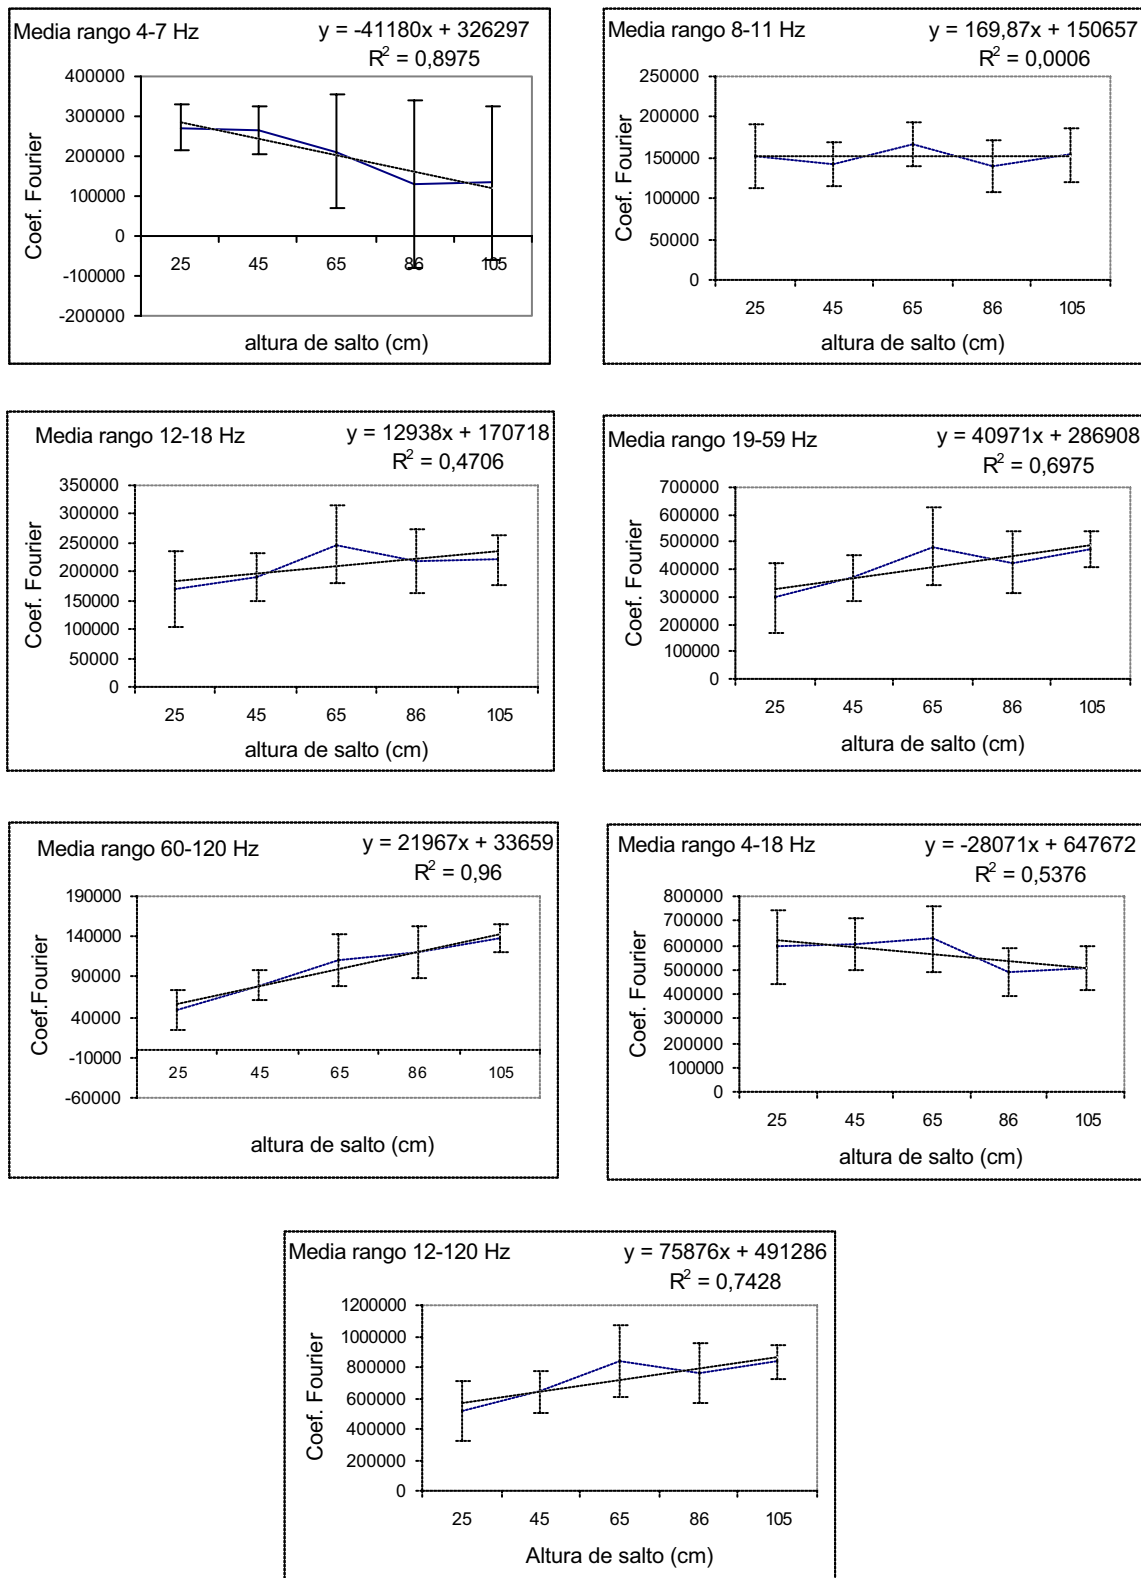 Media rango 4-7 Hz
y = -41180x + 326297
R² = 0,8975
400000
300000
200000
100000
0
-100000
-200000
Coef. Fourier
25 45 65 86 105
altura de salto (cm)
Media rango 8-11 Hz
y = 169,87x + 150657
R² = 0,0006
250000
200000
150000
100000
50000
0
Coef. Fourier
25 45 65 86 105
altura de salto (cm)
Media rango 12-18 Hz
y = 12938x + 170718
R² = 0,4706
350000
300000
250000
200000
150000
100000
50000
0
Coef. Fourier
25 45 65 86 105
altura de salto (cm)
Media rango 19-59 Hz
y = 40971x + 286908
R² = 0,6975
700000
600000
500000
400000
300000
200000
100000
0
Coef. Fourier
25 45 65 86 105
altura de salto (cm)
Media rango 60-120 Hz
y = 21967x + 33659
R² = 0,96
190000
140000
90000
40000
-10000
-60000
Coef.Fourier
25 45 65 86 105
altura de salto (cm)
Media rango 4-18 Hz
y = -28071x + 647672
R² = 0,5376
800000
700000
600000
500000
400000
300000
200000
100000
0
Coef. Fourier
25 45 65 86 105
altura de salto (cm)
Media rango 12-120 Hz
y = 75876x + 491286
R² = 0,7428
1200000
1000000
800000
600000
400000
200000
0
Coef. Fourier
25 45 65 86 105
Altura de salto (cm)